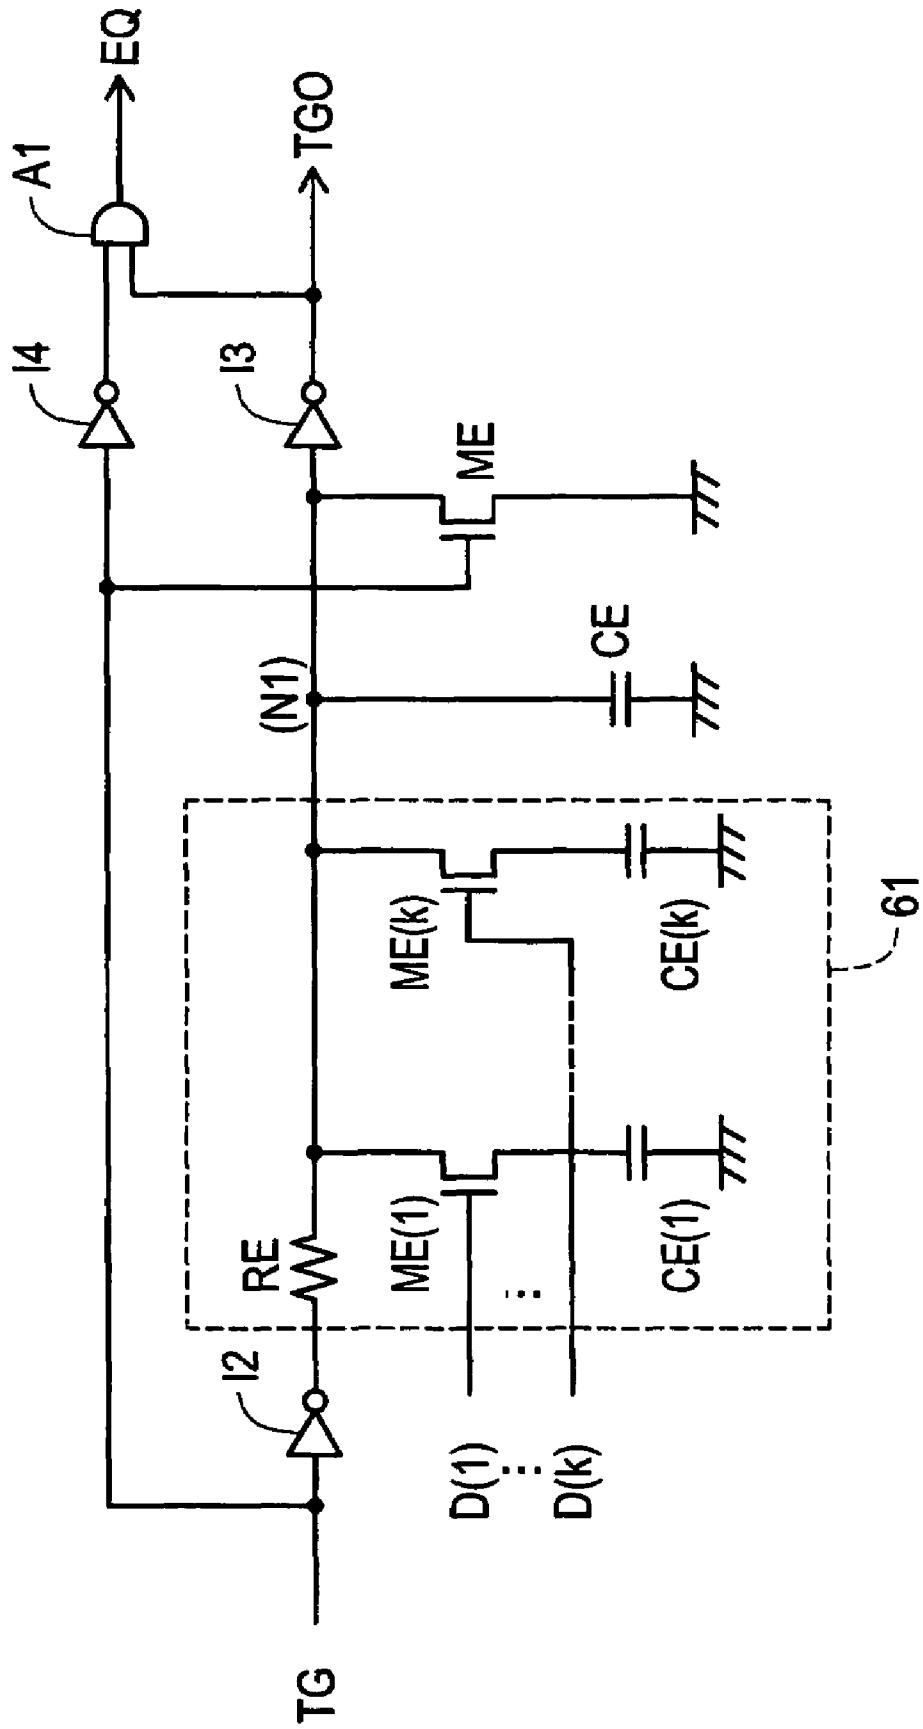 A1
EQ
I4
I3
TGO
(N1)
ME
CE
I2
RE
ME(1)
ME(k)
CE(1)
CE(k)
TG
D(1)
⋮
⋮
D(k)
61